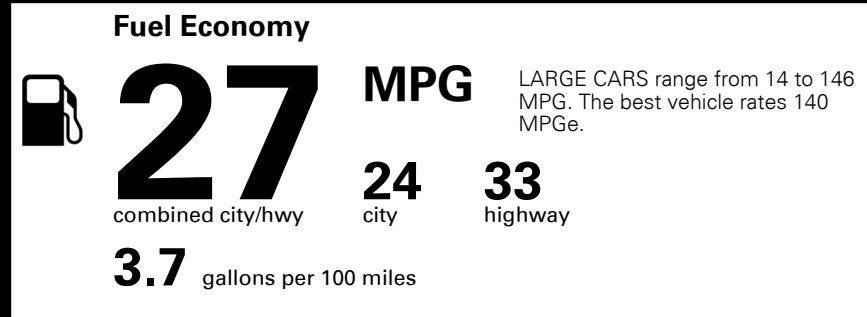 Fuel Economy
27
MPG
LARGE CARS range from 14 to 146
MPG. The best vehicle rates 140
MPGe.
combined city/hwy
24
city
33
highway
3.7 gallons per 100 miles